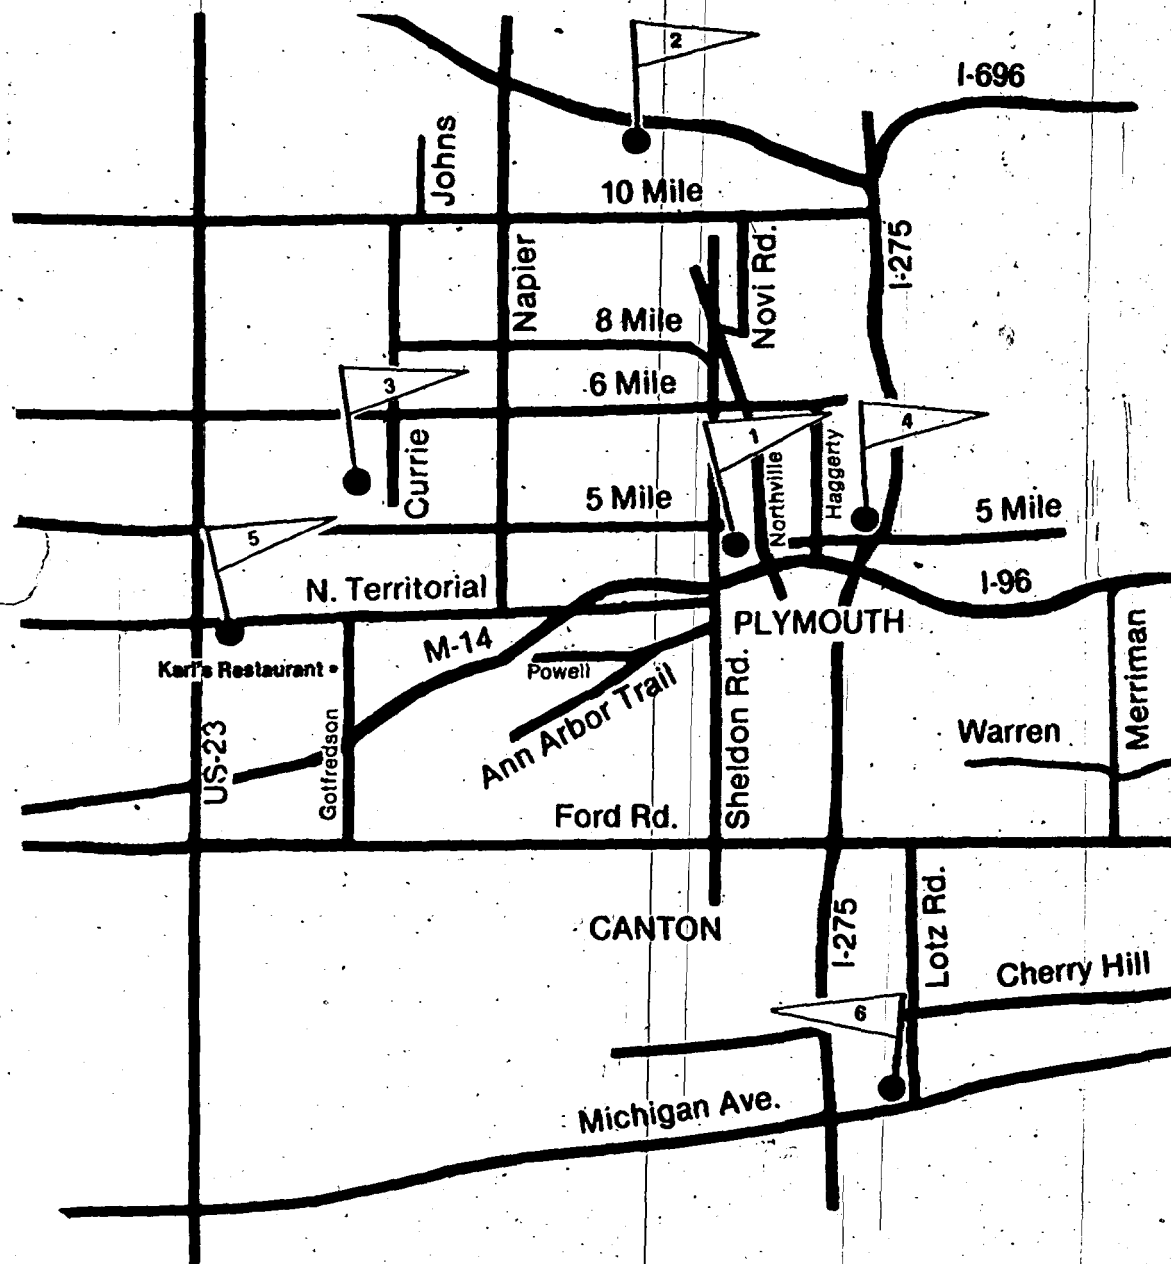 2
I-696
Johns
10 Mile
Napier
Novi Rd.
I-275
8 Mile
3
6 Mile
Currie
1
4
Northville
Haggerty
5 Mile
5 Mile
5
N. Territorial
I-96
PLYMOUTH
M-14
Karl's Restaurant
Powell
Ann Arbor Trail
Sheldon Rd.
Merriman
US-23
Gotfredson
Warren
Ford Rd.
CANTON
I-275
Lotz Rd.
Cherry Hill
6
Michigan Ave.